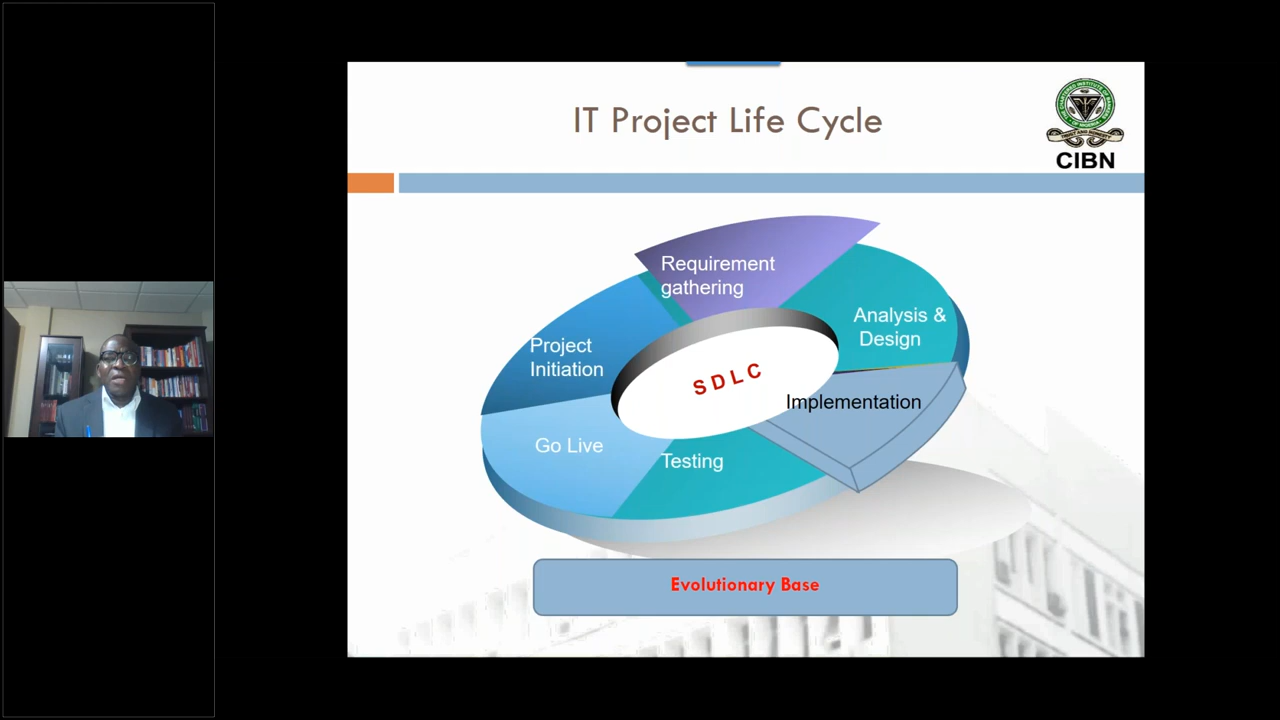 IT Project Life Cycle
CIBN
Requirement
gathering
Analysis &
Design
Project
Initiation
S D L C
Implementation
Go Live
Testing
Evolutionary Base